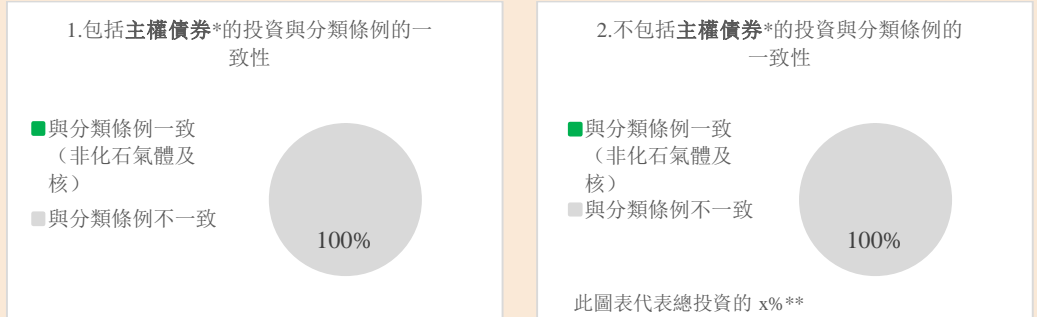 1.包括主權債券*的投資與分類條例的一
致性
與分類條例一致
（非化石氣體及
核）
與分類條例不一致
100%
2.不包括主權債券*的投資與分類條例的
一致性
與分類條例一致
（非化石氣體及
核）
與分類條例不一致
100%
此圖表代表總投資的 x%**